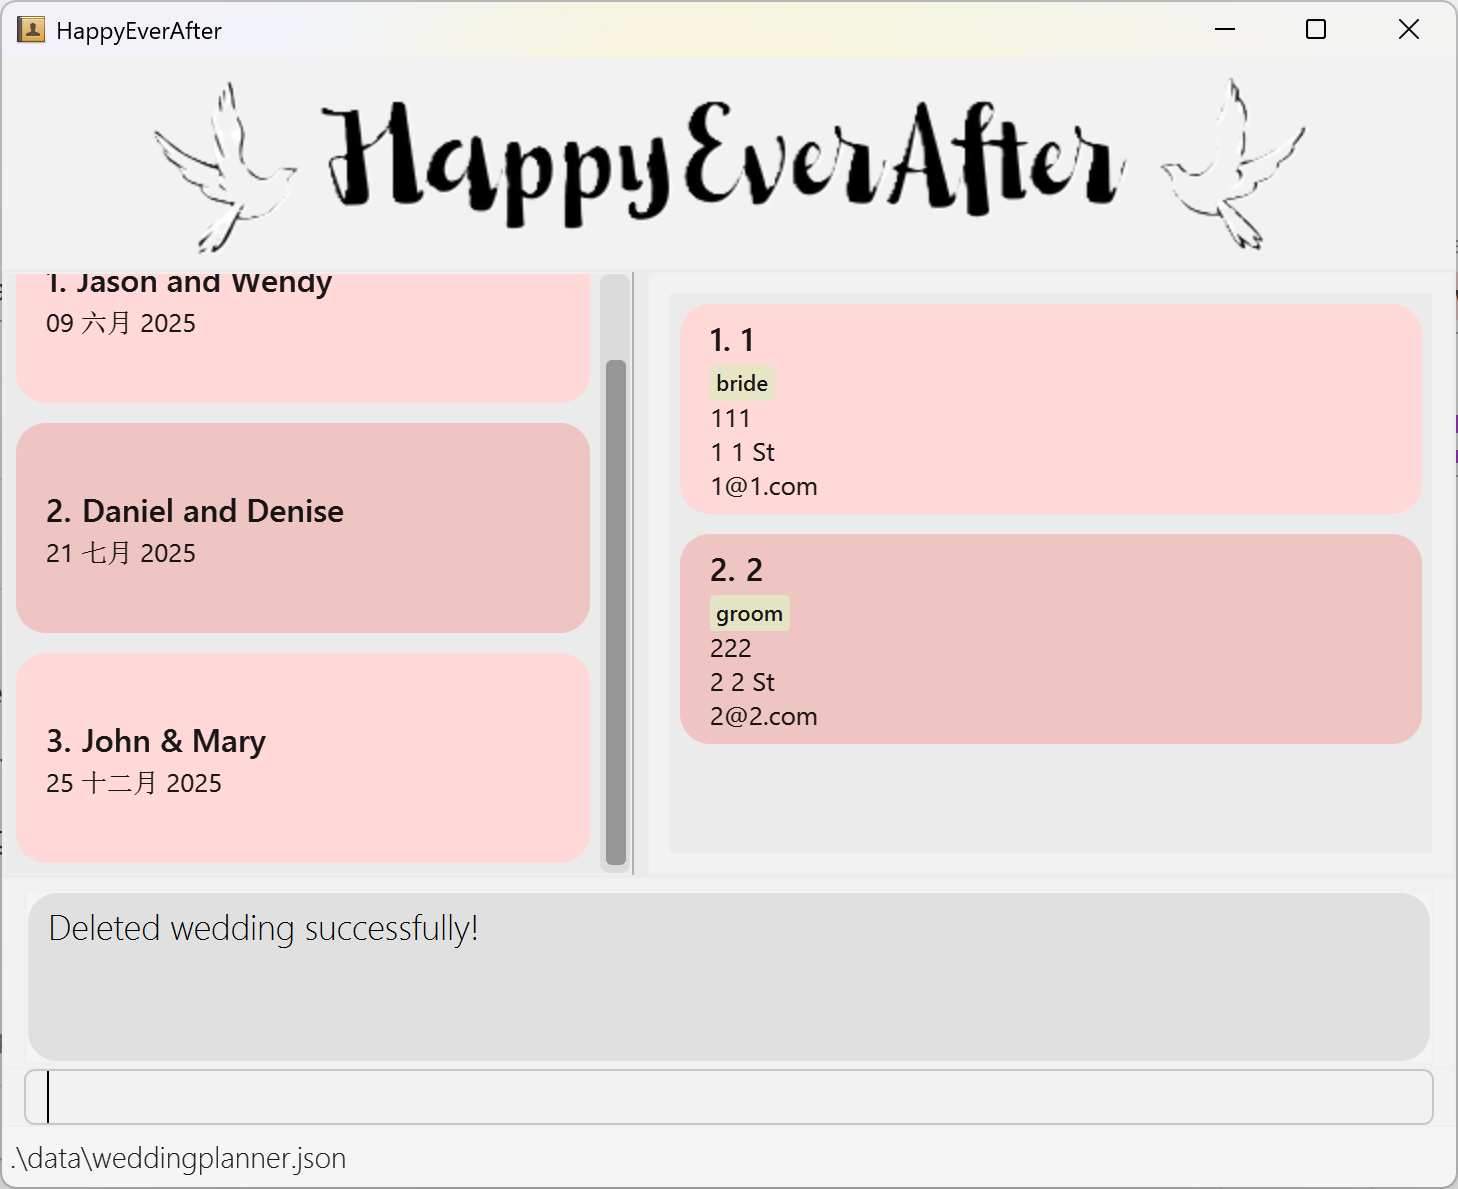 HappyEverAfter
HappyEverAfter
1. Jason and Wendy
09 六月 2025
2. Daniel and Denise
21 七月 2025
3. John & Mary
25 十二月 2025
1. 1
bride
111
1 1 St
1@1.com
2. 2
groom
222
2 2 St
2@2.com
Deleted wedding successfully!
.\data\weddingplanner.json